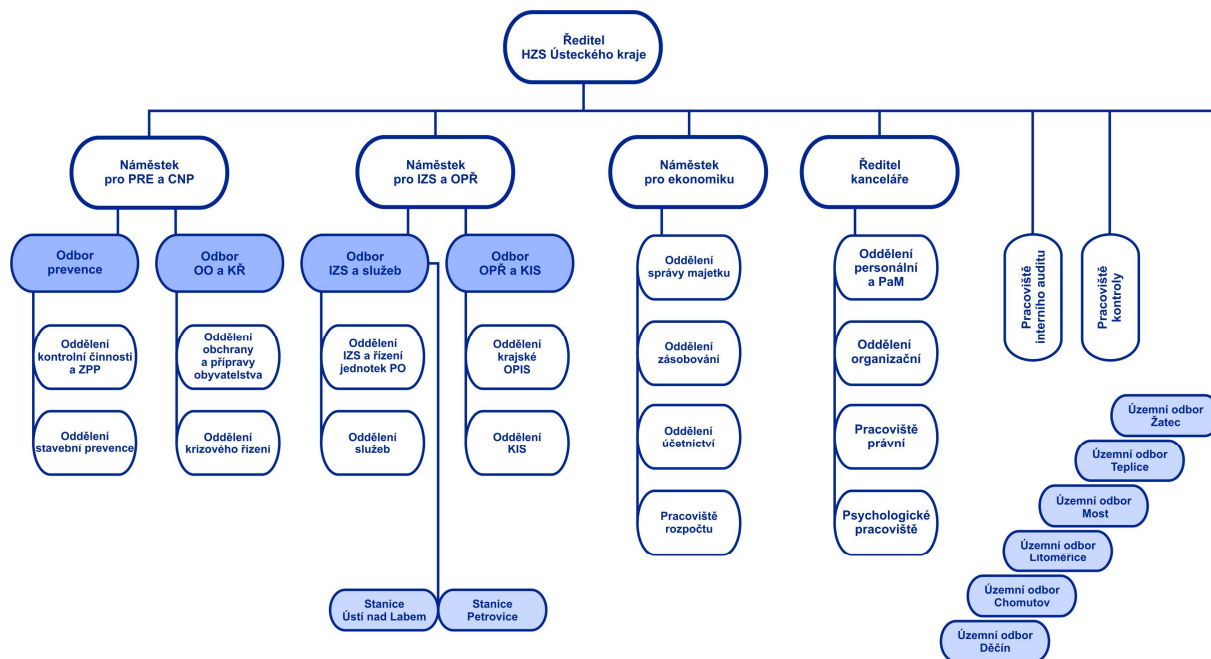 Ředitel
HZS Ústeckého kraje
Náměstek
pro PRE a CNP
Náměstek
pro IZS a OPŘ
Náměstek
pro ekonomiku
Ředitel
kanceláře
Odbor
prevence
Odbor
OO a KŘ
Odbor
IZS a služeb
Odbor
OPŘ a KIS
Oddělení
správy majetku
Oddělení
personální
a PaM
Pracoviště
interního auditu
Pracoviště
kontroly
Oddělení
kontrolní činnosti
a ZPP
Oddělení
obchrany
a přípravy
obyvatelstva
Oddělení
IZS a řízení
jednotek PO
Oddělení
krajské
OPIS
Oddělení
zásobování
Oddělení
organizační
Oddělení
stavební prevence
Oddělení
krizového řízeni
Oddělení
služeb
Oddělení
KIS
Oddělení
účetnictví
Pracoviště
právní
Pracoviště
rozpočtu
Psychologické
pracoviště
Územní odbor
Žatec
Územní odbor
Teplice
Územní odbor
Most
Územní odbor
Litoměřice
Územní odbor
Chomutov
Územní odbor
Děčín
Stanice
Ústí nad Labem
Stanice
Petrovice